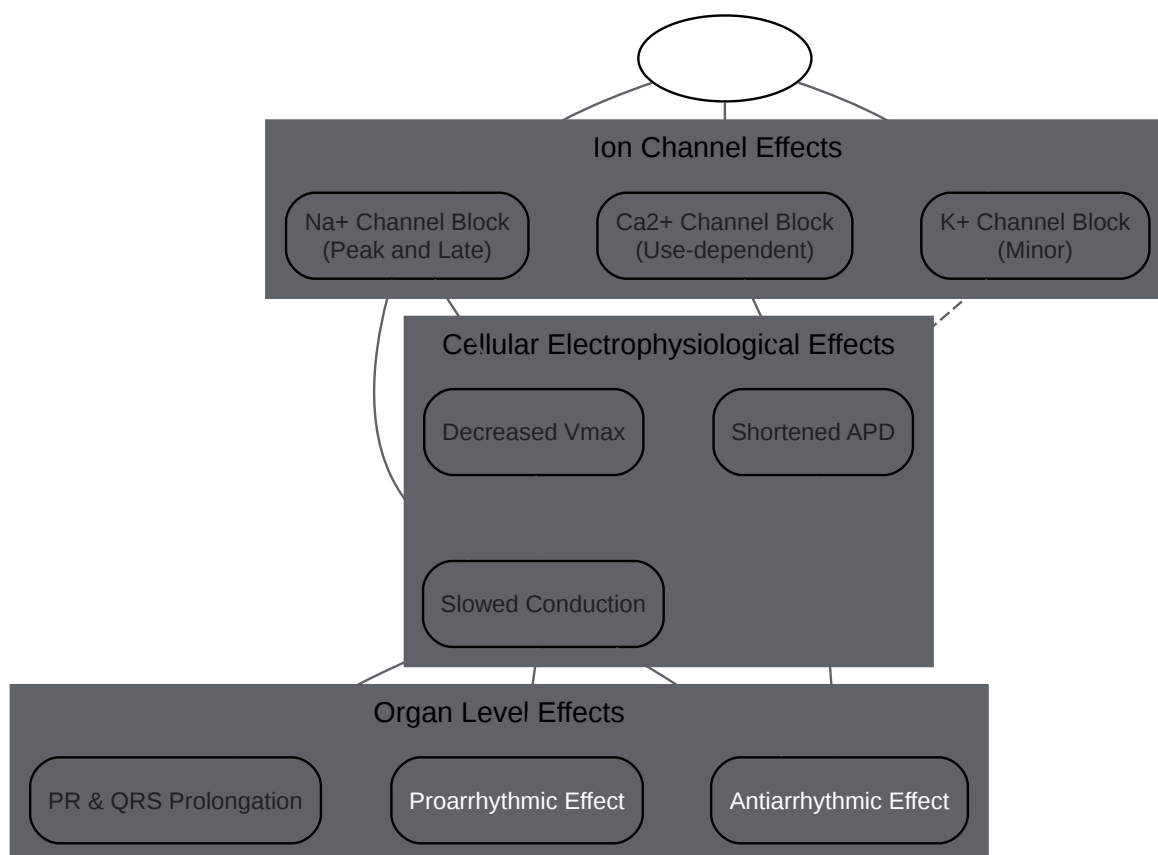 Ion Channel Effects
Na+ Channel Block
(Peak and Late)
Ca2+ Channel Block
(Use-dependent)
K+ Channel Block
(Minor)
Cellular Electrophysiological Effects
Decreased Vmax
Shortened APD
Slowed Conduction
Organ Level Effects
PR & QRS Prolongation
Proarrhythmic Effect
Antiarrhythmic Effect